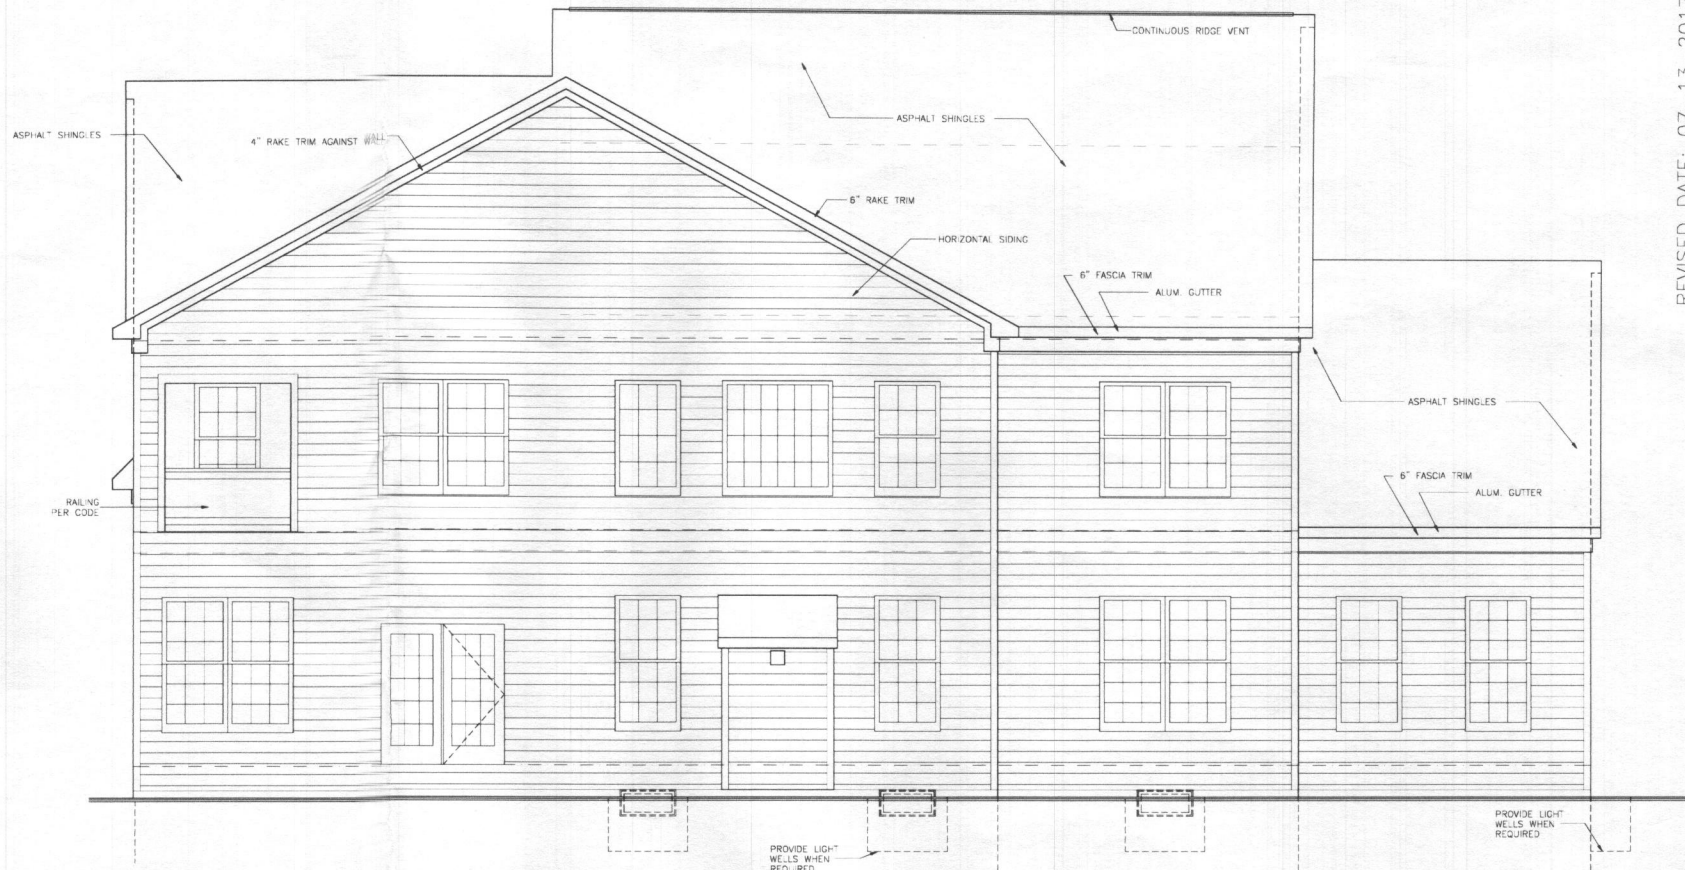 CONTINUOUS RIDGE VENT
ASPHALT SHINGLES
ASPHALT SHINGLES
4" RAKE TRIM AGAINST WALL
6" RAKE TRIM
HORIZONTAL SIDING
6" FASCIA TRIM
ALUM. GUTTER
ASPHALT SHINGLES
6" FASCIA TRIM
ALUM. GUTTER
RAILING
PER CODE
PROVIDE LIGHT
WELLS WHEN
REQUIRED
PROVIDE LIGHT
WELLS WHEN
REQUIRED
REVISED DATE: 07 13 2017